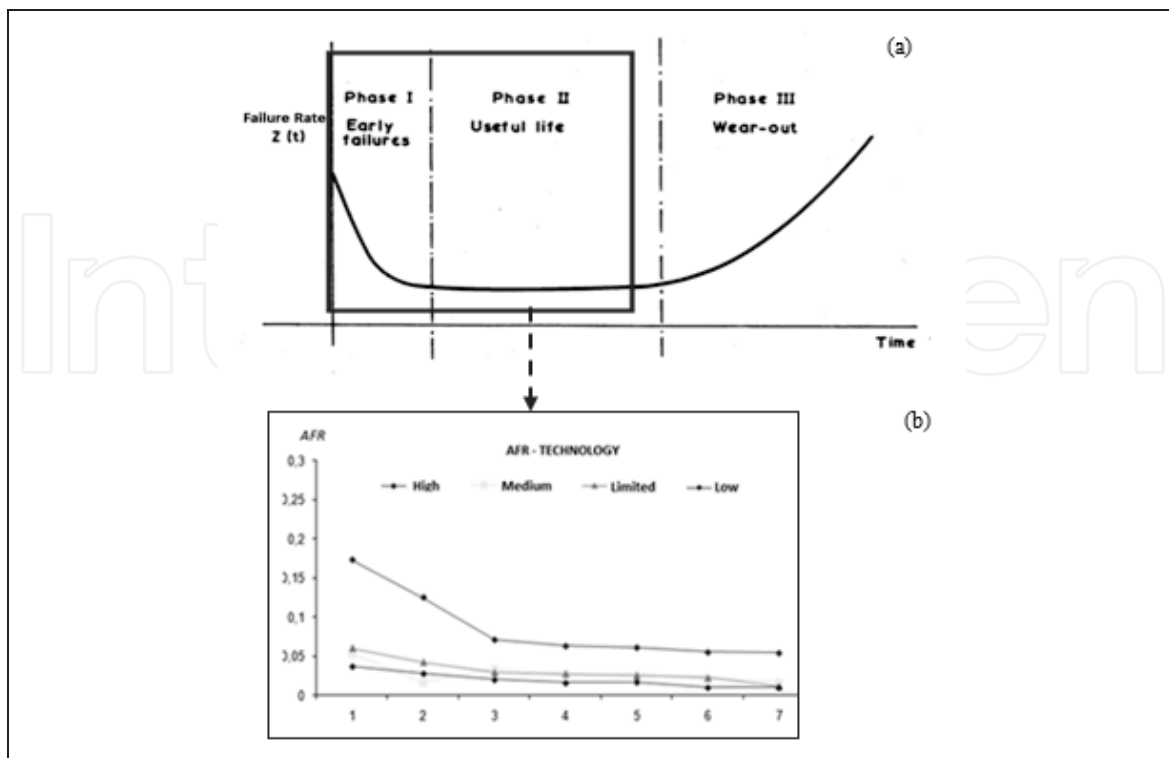 (a)
Phase I
Phase II
Phase III
Failure Rate
Z (t)
Early
failures
Useful life
Wear-out
Time
(b)
AFR
AFR - TECHNOLOGY
High
Medium
Limited
Low
0,3
0,25
0,2
0,15
0,1
0,05
0
1 2 3 4 5 6 7